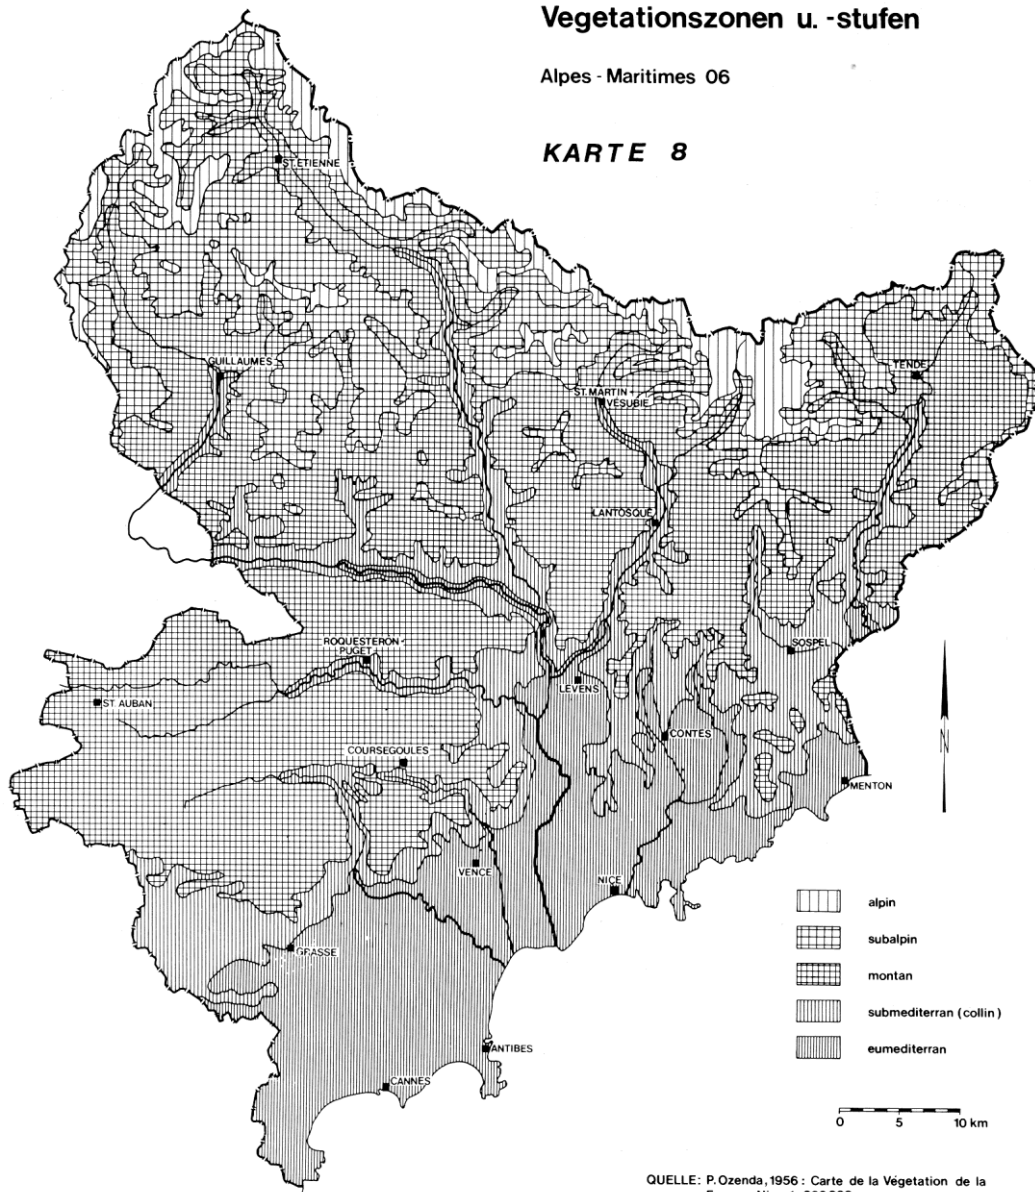 Vegetationszonen u. -stufen
Alpes - Maritimes 06
KARTE 8
ST. ETIENNE
GUILLAUMES
ST. MARTIN
VESUBIE
TENDE
LANTOSQUE
ROQUESTERON-
PUGET
SOSPEL
LEVENS
ST. AUBAN
CONTES
COURSEGOULES
MENTON
N
VENCE
NICE
GRASSE
ANTIBES
CANNES
alpin
subalpin
montan
submediterran (collin)
eumediterran
0 5 10 km
QUELLE: P. Ozenda, 1956 : Carte de la Végétation de la